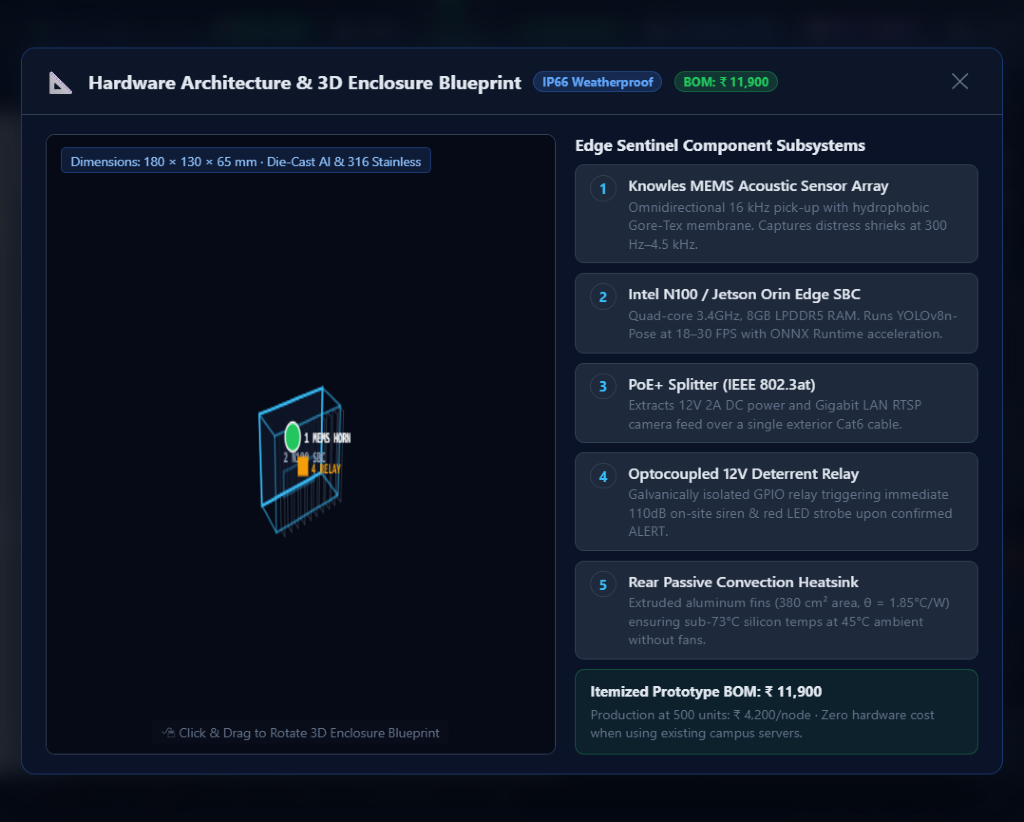 Hardware Architecture & 3D Enclosure Blueprint
IP66 Weatherproof
BOM: ₹ 11,900
Dimensions: 180 × 130 × 65 mm · Die-Cast Al & 316 Stainless
1 MEMS HORN
2 N100 SBC
4 RELAY
Click & Drag to Rotate 3D Enclosure Blueprint
Edge Sentinel Component Subsystems
1
Knowles MEMS Acoustic Sensor Array
Omnidirectional 16 kHz pick-up with hydrophobic
Gore-Tex membrane. Captures distress shrieks at 300
Hz–4.5 kHz.
2
Intel N100 / Jetson Orin Edge SBC
Quad-core 3.4GHz, 8GB LPDDR5 RAM. Runs YOLOv8n-
Pose at 18–30 FPS with ONNX Runtime acceleration.
3
PoE+ Splitter (IEEE 802.3at)
Extracts 12V 2A DC power and Gigabit LAN RTSP
camera feed over a single exterior Cat6 cable.
4
Optocoupled 12V Deterrent Relay
Galvanically isolated GPIO relay triggering immediate
110dB on-site siren & red LED strobe upon confirmed
ALERT.
5
Rear Passive Convection Heatsink
Extruded aluminum fins (380 cm² area, θ = 1.85°C/W)
ensuring sub-73°C silicon temps at 45°C ambient
without fans.
Itemized Prototype BOM: ₹ 11,900
Production at 500 units: ₹ 4,200/node · Zero hardware cost
when using existing campus servers.